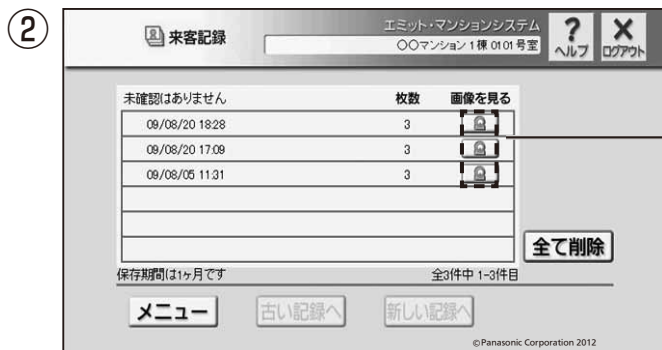 ②
来客記録
エミット・マンションシステム
〇〇マンション1棟 0101号室
?
ヘルプ
×
ログアウト
未確認はありません 枚数 画像を見る
09/08/20 18:28 3
09/08/20 17:09 3
09/08/05 11:31 3
全て削除
保存期間は1ヶ月です 全3件中 1-3件目
メニュー 古い記録へ 新しい記録へ
©Panasonic Corporation 2012